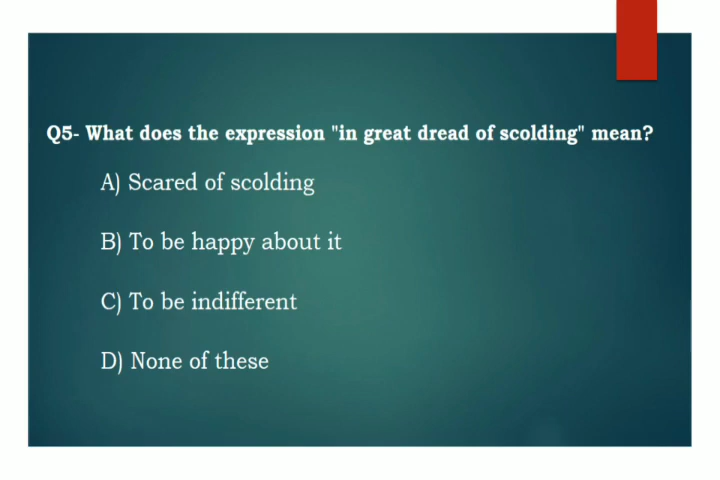 Q5- What does the expression "in great dread of scolding" mean?
A) Scared of scolding
B) To be happy about it
C) To be indifferent
D) None of these